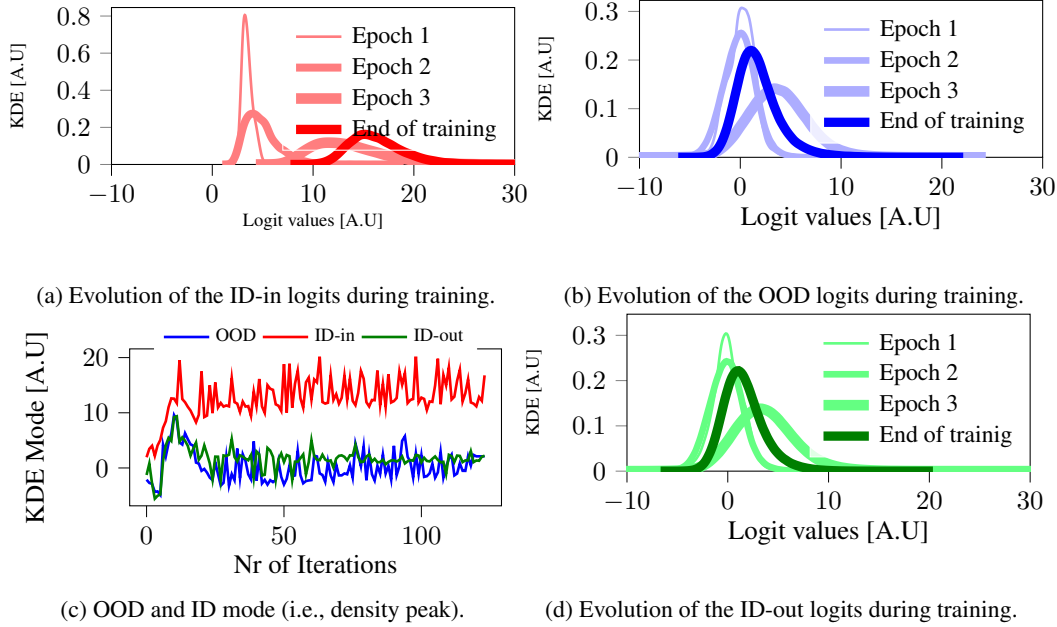 KDE [A.U]
0.8
0.6
0.4
0.2
0
−10
0
10
20
30
Logit values [A.U]
Epoch 1
Epoch 2
Epoch 3
End of training
(a) Evolution of the ID-in logits during training.
KDE [A.U]
0.3
0.2
0.1
0
−10
0
10
20
30
Logit values [A.U]
Epoch 1
Epoch 2
Epoch 3
End of training
(b) Evolution of the OOD logits during training.
OOD ID-in ID-out
KDE Mode [A.U]
20
10
0
0
50
100
Nr of Iterations
(c) OOD and ID mode (i.e., density peak).
KDE [A.U]
0.3
0.2
0.1
0
−10
0
10
20
30
Logit values [A.U]
Epoch 1
Epoch 2
Epoch 3
End of trainig
(d) Evolution of the ID-out logits during training.